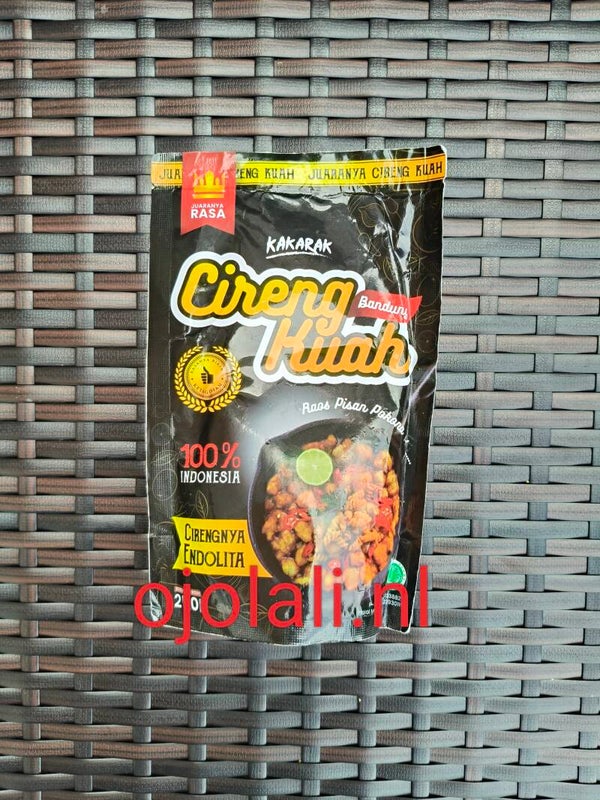 JUARANYA CIRENG KUAH
JUARANYA
RASA
KAKARAK
Cireng
Bandung
Kuah
Raos Pisan Pokona
100%
INDONESIA
CIRENGNYA
ENDOLITA
ojolali.nl